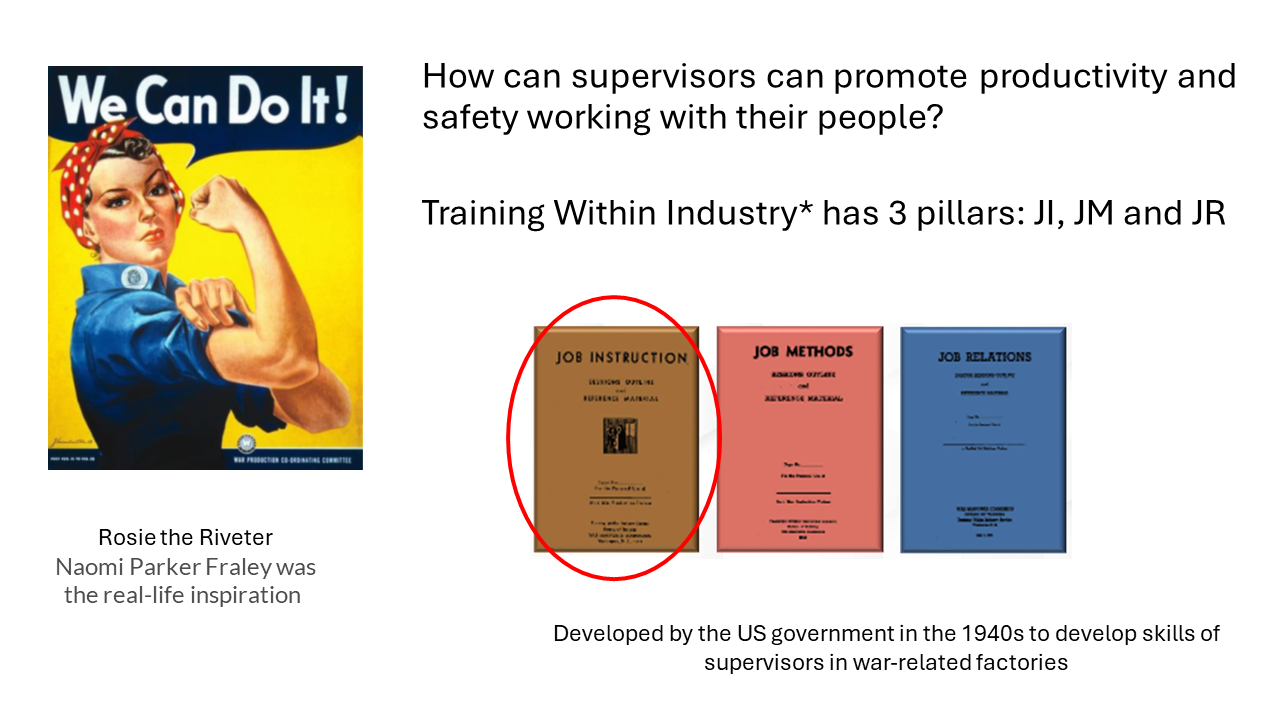 We Can Do It!
WAR PRODUCTION CO-ORDINATING COMMITTEE
Rosie the Riveter
Naomi Parker Fraley was
the real-life inspiration
How can supervisors can promote productivity and
safety working with their people?
Training Within Industry* has 3 pillars: JI, JM and JR
JOB INSTRUCTION
SESSIONS OUTLINE
and
REFERENCE MATERIAL
JOB METHODS
SESSIONS OUTLINE
and
REFERENCE MATERIAL
JOB RELATIONS
and
REFERENCE MATERIAL
Developed by the US government in the 1940s to develop skills of
supervisors in war-related factories